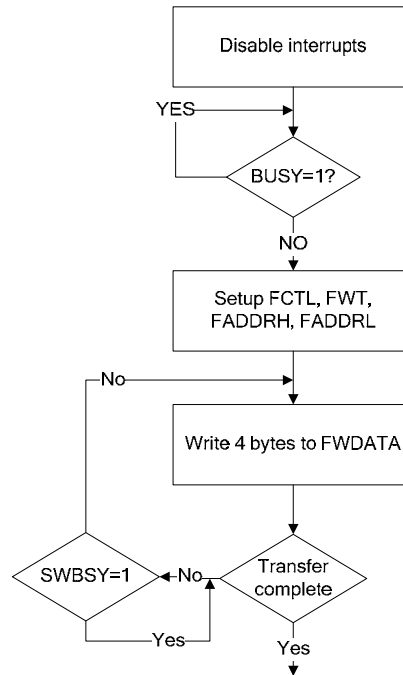 Disable interrupts
YES
BUSY=1?
NO
Setup FCTL, FWT,
FADDRH, FADDRL
No
Write 4 bytes to FWDATA
SWBSY=1
No
Transfer
complete
Yes
Yes